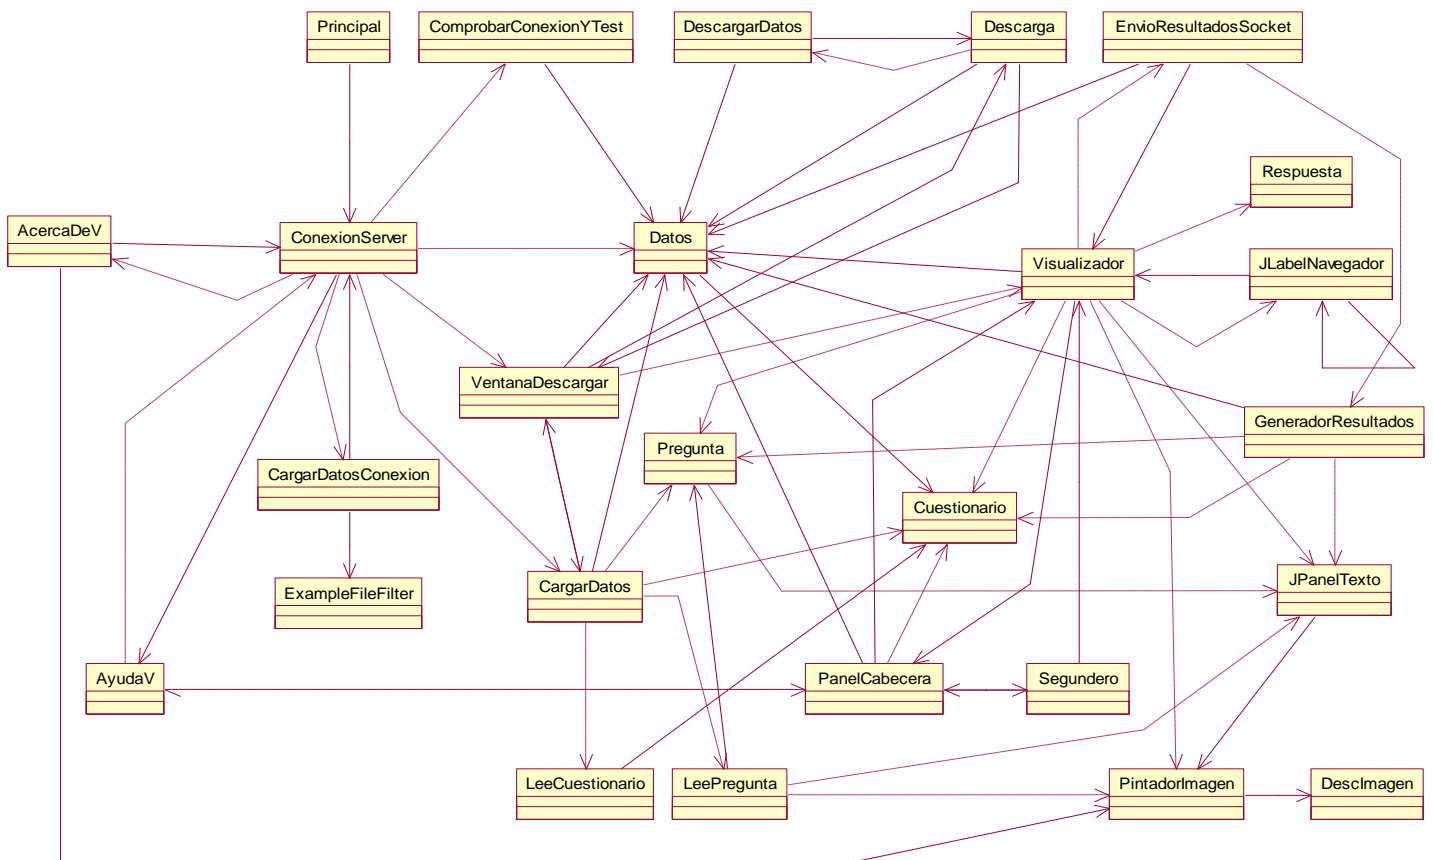 Principal
ComprobarConexionYTest
DescargarDatos
Descarga
EnvioResultadosSocket
Respuesta
AcercaDeV
ConexionServer
Datos
Visualizador
JLabelNavegador
VentanaDescargar
GeneradorResultados
Pregunta
CargarDatosConexion
Cuestionario
ExampleFileFilter
CargarDatos
JPanelTexto
AyudaV
PanelCabecera
Segundero
LeeCuestionario
LeePregunta
PintadorImagen
DescImagen